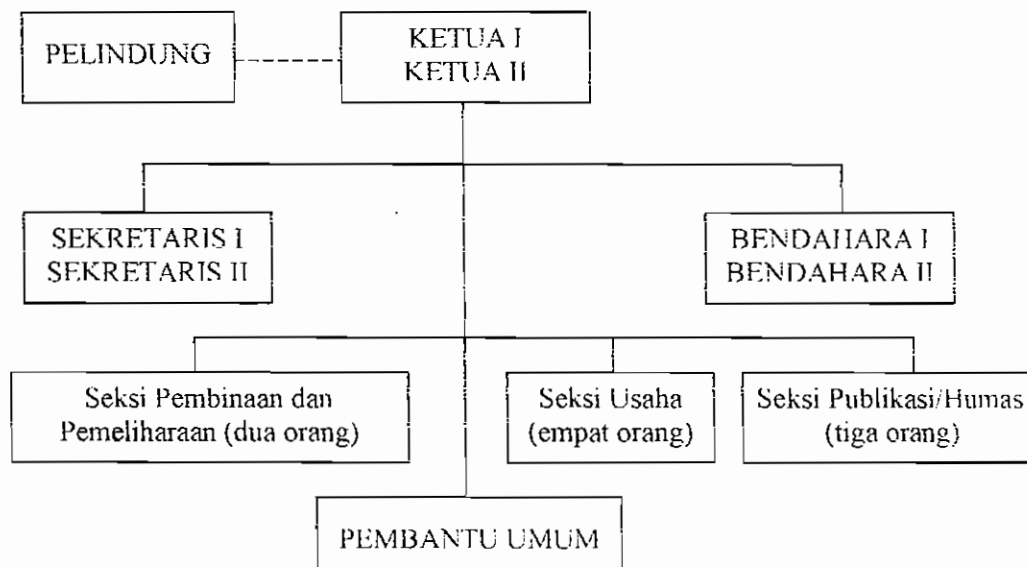 PELINDUNG
KETUA I
KETUA II
SEKRETARIS I
SEKRETARIS II
BENDAHARA I
BENDAHARA II
Seksi Pembinaan dan
Pemeliharaan (dua orang)
Seksi Usaha
(empat orang)
Seksi Publikasi/Humas
(tiga orang)
PEMBANTU UMUM